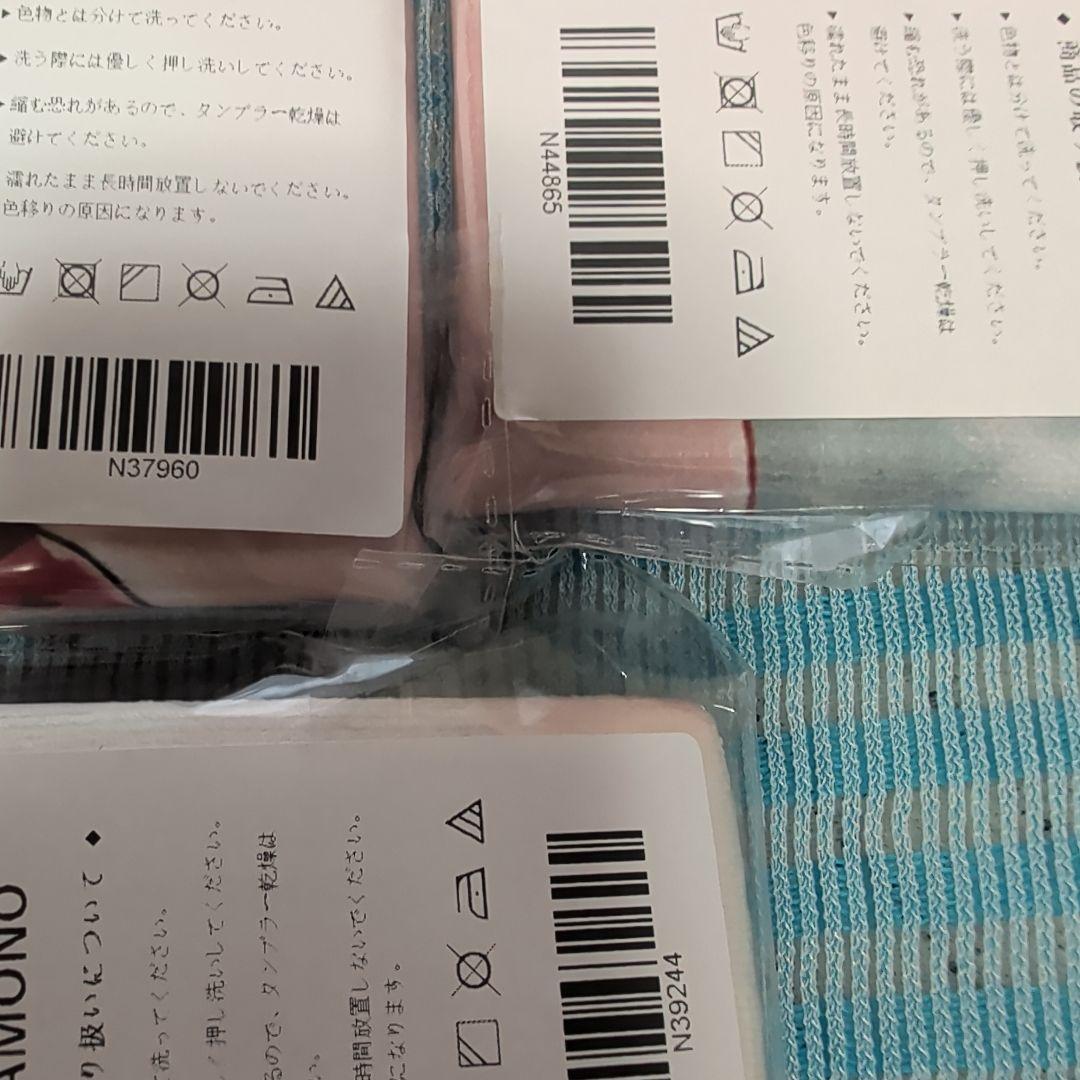 ▶色物とは分けて洗ってください。
▶洗う際には優しく押し洗いしてください。
▶縮む恐れがあるので、タンブラー乾燥は
避けてください。
濡れたまま長時間放置しないでください。
色移りの原因になります。
N37960
◆商品の取り
▶色物とは分けて洗ってください。
▶洗う際には優しく押し洗いしてください。
▶縮む恐れがあるので、タンブラー乾燥は
避けてください。
▶濡れたまま長時間放置しないでください。
色移りの原因になります。
N44865
AMONO
り扱いについて◆
洗ってください。
押し洗いしてください。
るので、タンブラー乾燥は
い。
時間放置しないでください。
になります。
N39244